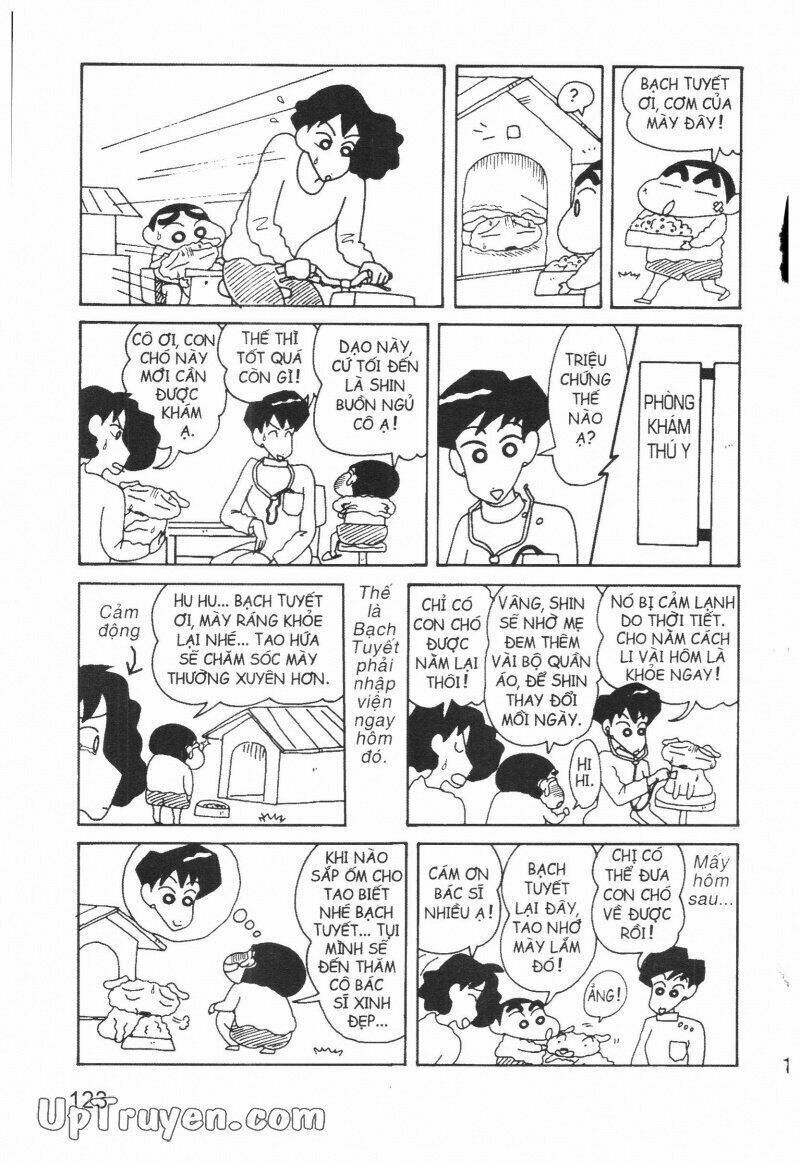 BẠCH TUYẾT
ƠI, CƠM CỦA
MÀY ĐÂY!
?
PHÒNG
KHÁM
THÚ Y
TRIỆU
CHỨNG
THẾ
NÀO
Ạ?
DẠO NÀY,
CỨ TỐI ĐẾN
LÀ SHIN
BUỒN NGỦ
CÔ Ạ!
THẾ THÌ
TỐT QUÁ
CÒN GÌ!
CÔ ƠI, CON
CHÓ NÀY
MỚI CẦN
ĐƯỢC
KHÁM
Ạ.
NÓ BỊ CẢM LẠNH
DO THỜI TIẾT.
CHO NẰM CÁCH
LI VÀI HÔM LÀ
KHỎE NGAY!
VÂNG, SHIN
SẼ NHỜ MẸ
ĐEM THÊM
VÀI BỘ QUẦN
ÁO, ĐỂ SHIN
THAY ĐỔI
MỖI NGÀY.
HI
HI.
CHỈ CÓ
CON CHÓ
ĐƯỢC
NẰM LẠI
THÔI!
Thế
là
Bạch
Tuyết
phải
nhập
viện
ngay
hôm
đó.
HU HU... BẠCH TUYẾT
ƠI, MÀY RÁNG KHỎE
LẠI NHÉ... TAO HỨA
SẼ CHĂM SÓC MÀY
THƯỜNG XUYÊN HƠN.
Cảm
động
Mấy
hôm
sau...
CHỊ CÓ
THỂ ĐƯA
CON CHÓ
VỀ ĐƯỢC
RỒI!
BẠCH
TUYẾT
LẠI ĐÂY,
TAO NHỚ
MÀY LẮM
ĐÓ!
ẲNG!
CÁM ƠN
BÁC SĨ
NHIỀU Ạ!
KHI NÀO
SẮP ỐM CHO
TAO BIẾT
NHÉ BẠCH
TUYẾT... TỤI
MÌNH SẼ
ĐẾN THĂM
CÔ BÁC
SĨ XINH
ĐẸP...
123
UpTruyen.com
1